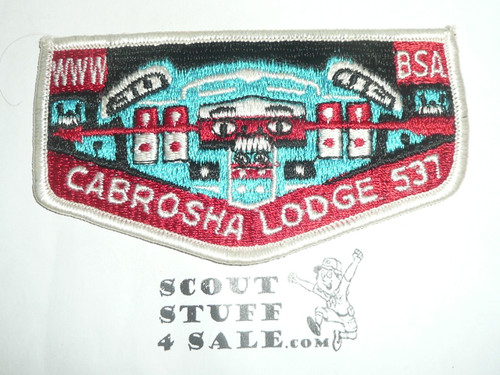 WWW BSA
CABROSHA LODGE 537
SCOUT
STUFF
4 SALE.COM